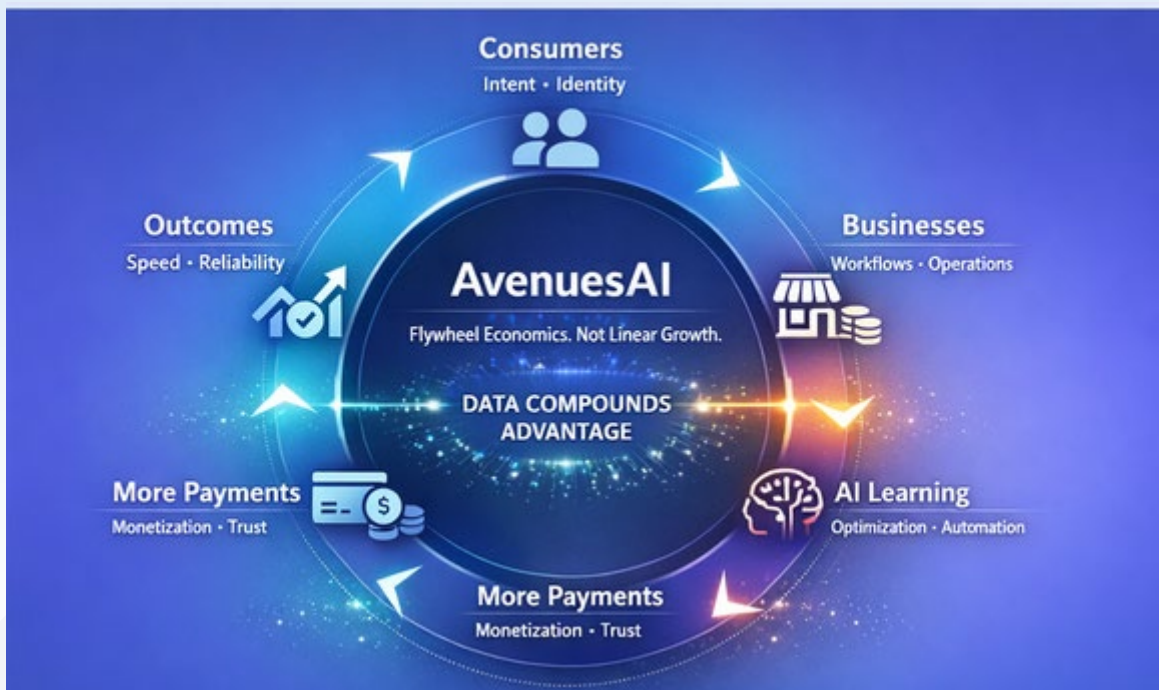 Consumers
Intent • Identity
Outcomes
Speed • Reliability
Businesses
Workflows • Operations
AvenuesAI
Flywheel Economics. Not Linear Growth.
DATA COMPOUNDS
ADVANTAGE
More Payments
Monetization • Trust
$
AI Learning
Optimization • Automation
More Payments
Monetization • Trust